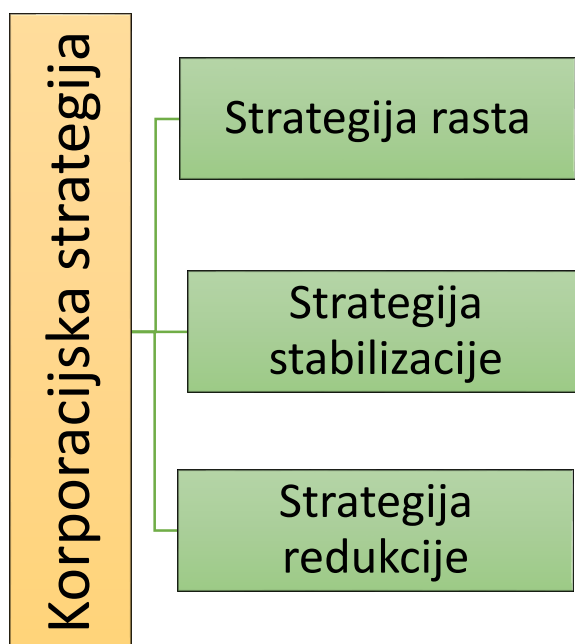 Korporacijska strategija
Strategija rasta
Strategija
stabilizacije
Strategija
redukcije